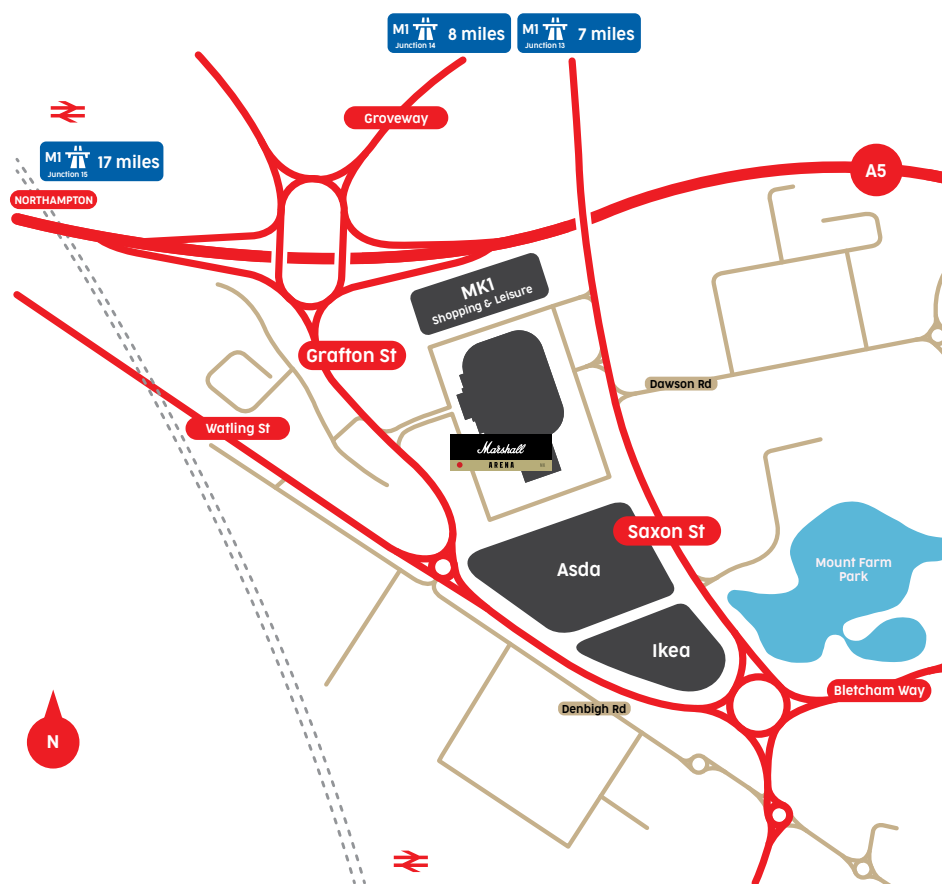 M1
Junction 14
8 miles
M1
Junction 13
7 miles
Groveway
M1
Junction 15
17 miles
NORTHAMPTON
A5
MK1
Shopping & Leisure
Grafton St
Dawson Rd
Watling St
Marshall
ARENA
Saxon St
Asda
Mount Farm
Park
Ikea
Bletcham Way
Denbigh Rd
N